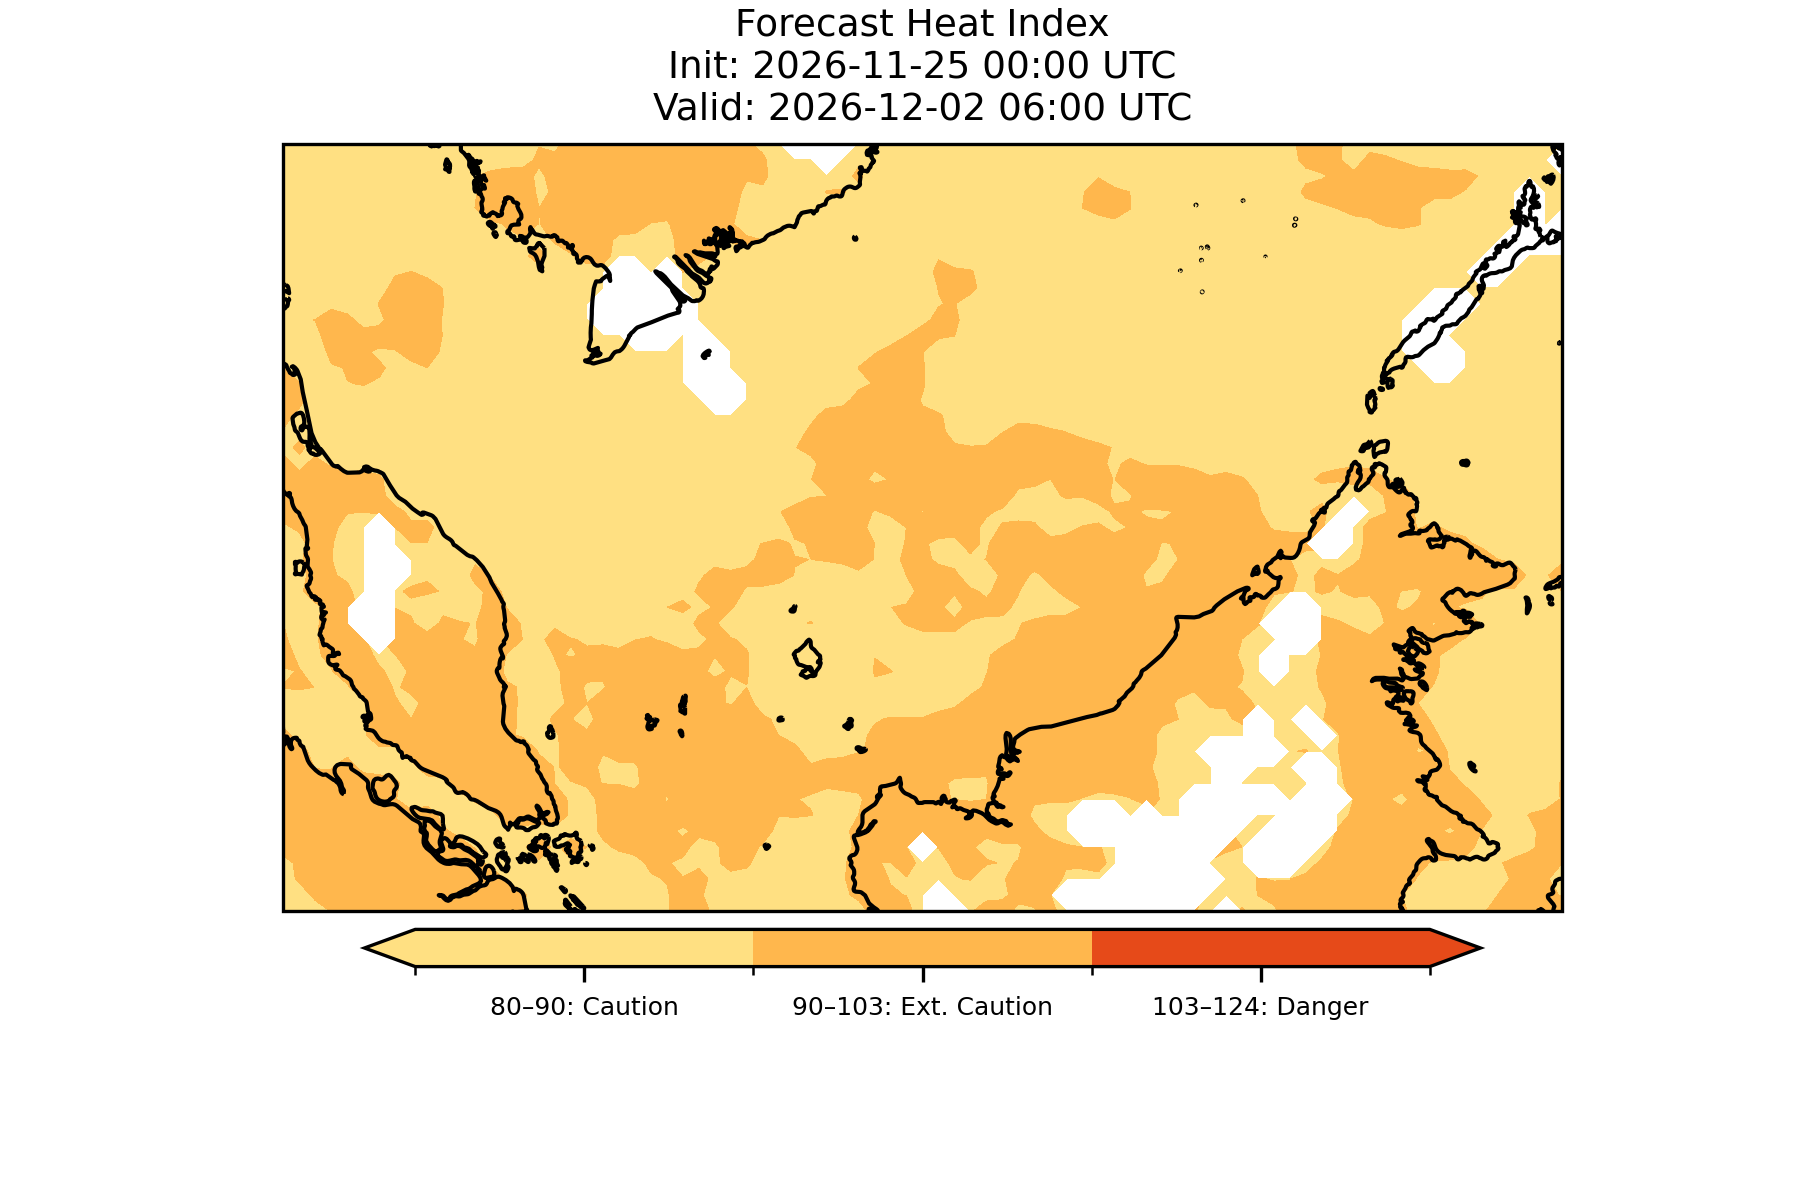 Forecast Heat Index
Init: 2026-11-25 00:00 UTC
Valid: 2026-12-02 06:00 UTC
80–90: Caution
90–103: Ext. Caution
103–124: Danger